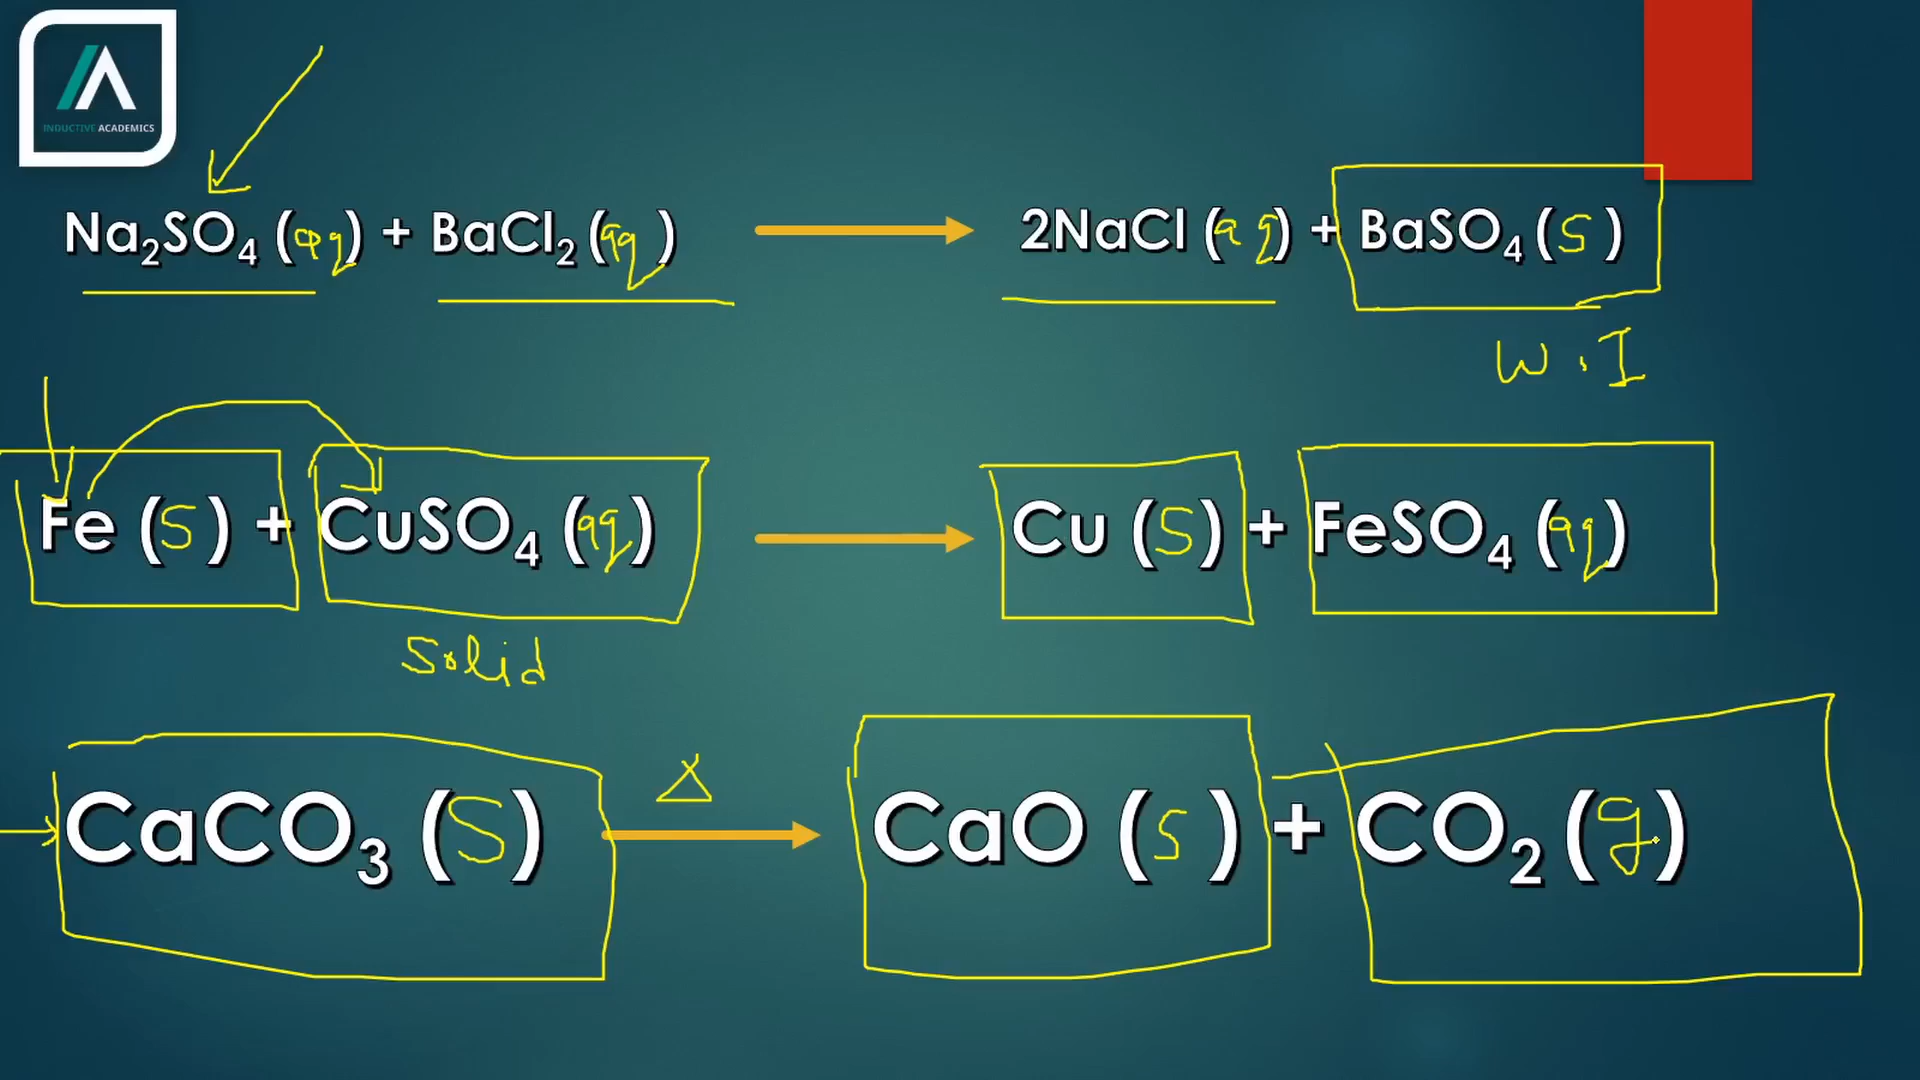 INDUCTIVE ACADEMICS
Na₂SO₄ (aq) + BaCl₂ (aq) → 2NaCl (aq) + BaSO₄ (s)
W.I
Fe (s) + CuSO₄ (aq) → Cu (s) + FeSO₄ (aq)
Solid
CaCO₃ (s) Δ → CaO (s) + CO₂ (g)